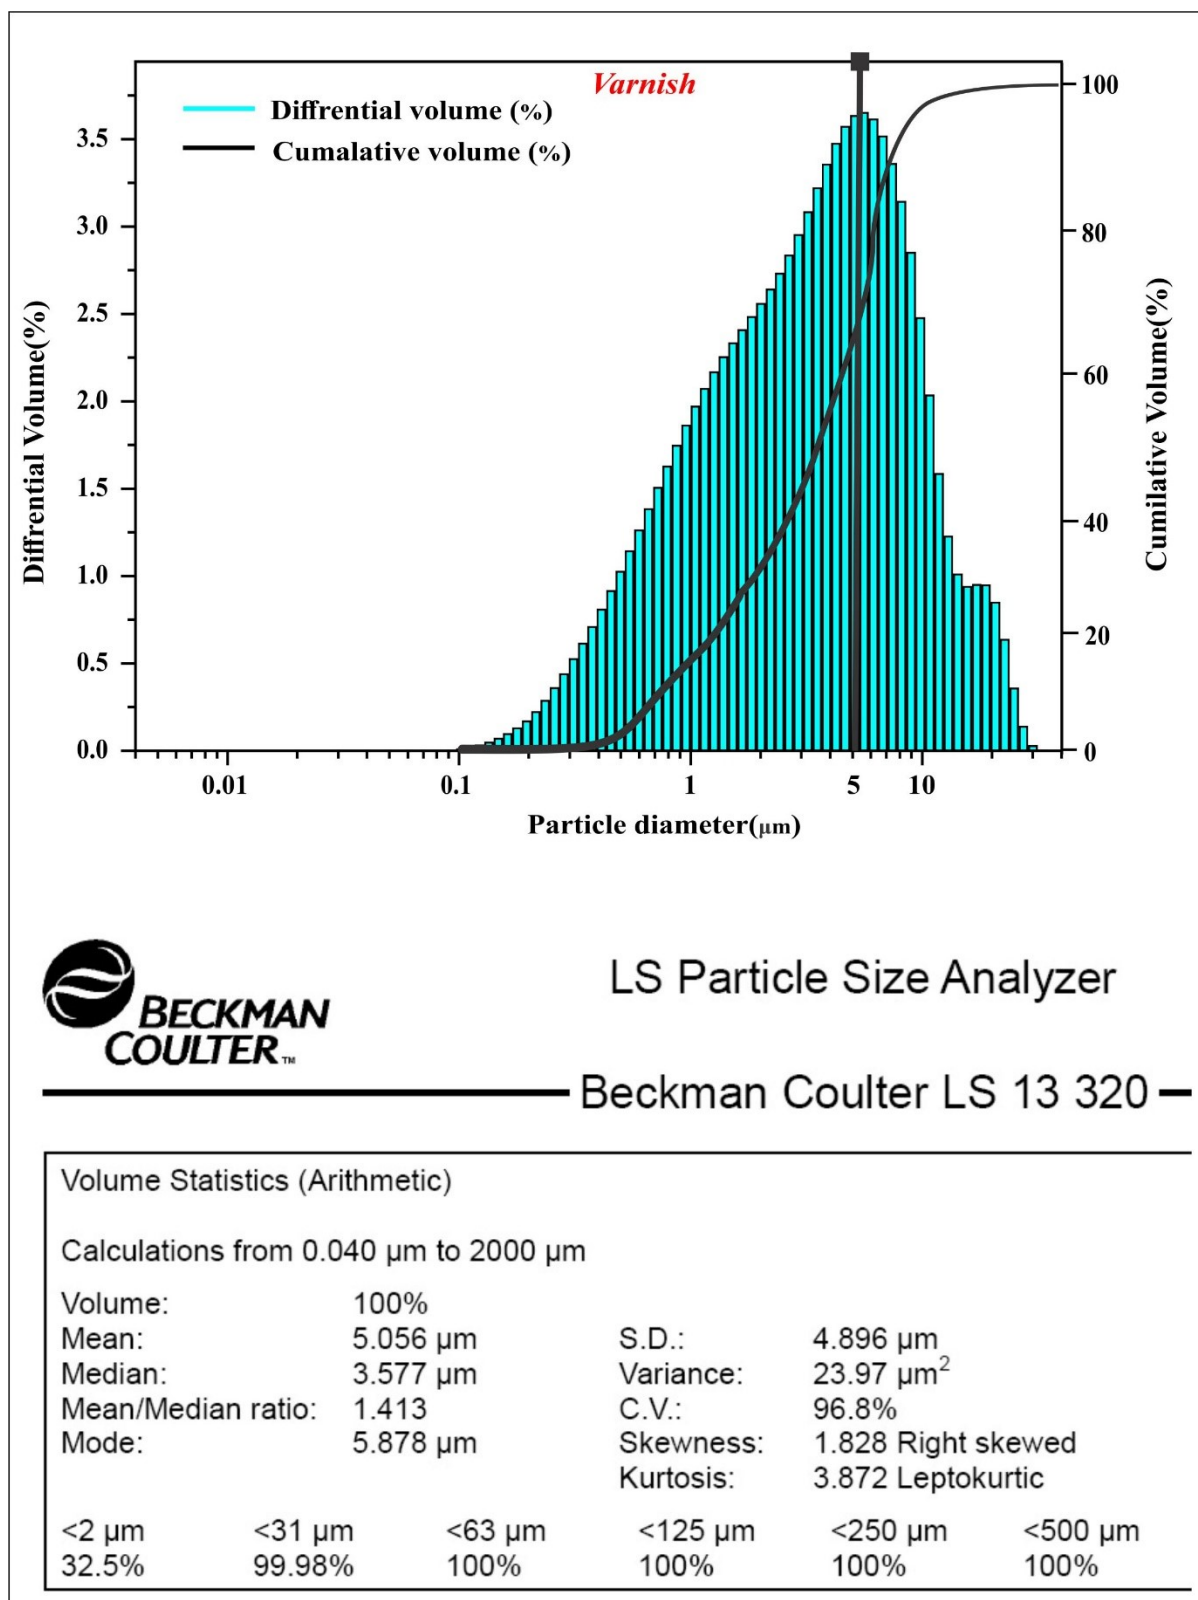 Varnish
Diffrential volume (%)
Cumalative volume (%)
Diffrential Volume(%)
3.5
3.0
2.5
2.0
1.5
1.0
0.5
0.0
100
80
60
40
20
0
Cumilative Volume(%)
0.01 0.1 1 5 10
Particle diameter(μm)
BECKMAN
COULTER™
LS Particle Size Analyzer
Beckman Coulter LS 13 320
Volume Statistics (Arithmetic)
Calculations from 0.040 μm to 2000 μm
Volume: 100%
Mean: 5.056 μm S.D.: 4.896 μm
Median: 3.577 μm Variance: 23.97 μm²
Mean/Median ratio: 1.413 C.V.: 96.8%
Mode: 5.878 μm Skewness: 1.828 Right skewed
Kurtosis: 3.872 Leptokurtic
<2 μm <31 μm <63 μm <125 μm <250 μm <500 μm
32.5% 99.98% 100% 100% 100% 100%